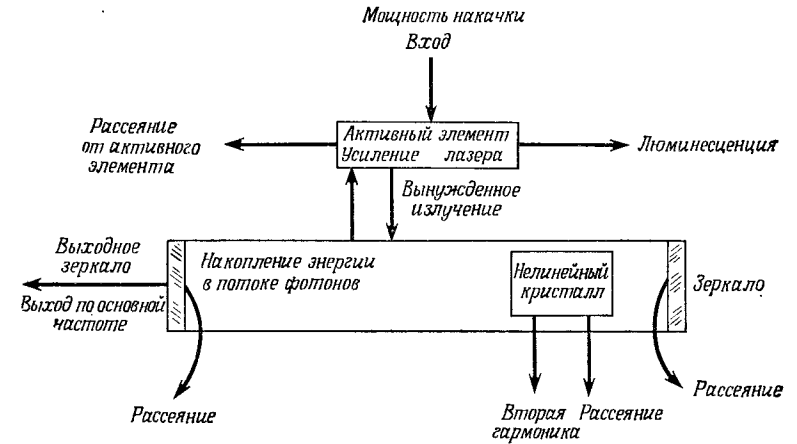 Мощность накачки
Вход
Рассеяние
от активного
элемента
Активный элемент
Усиление лазера
Люминесценция
Вынужденное
излучение
Выходное
зеркало
Выход по основной
частоте
Накопление энергии
в потоке фотонов
Нелинейный
кристалл
Зеркало
Рассеяние
Вторая
гармоника
Рассеяние
Рассеяние